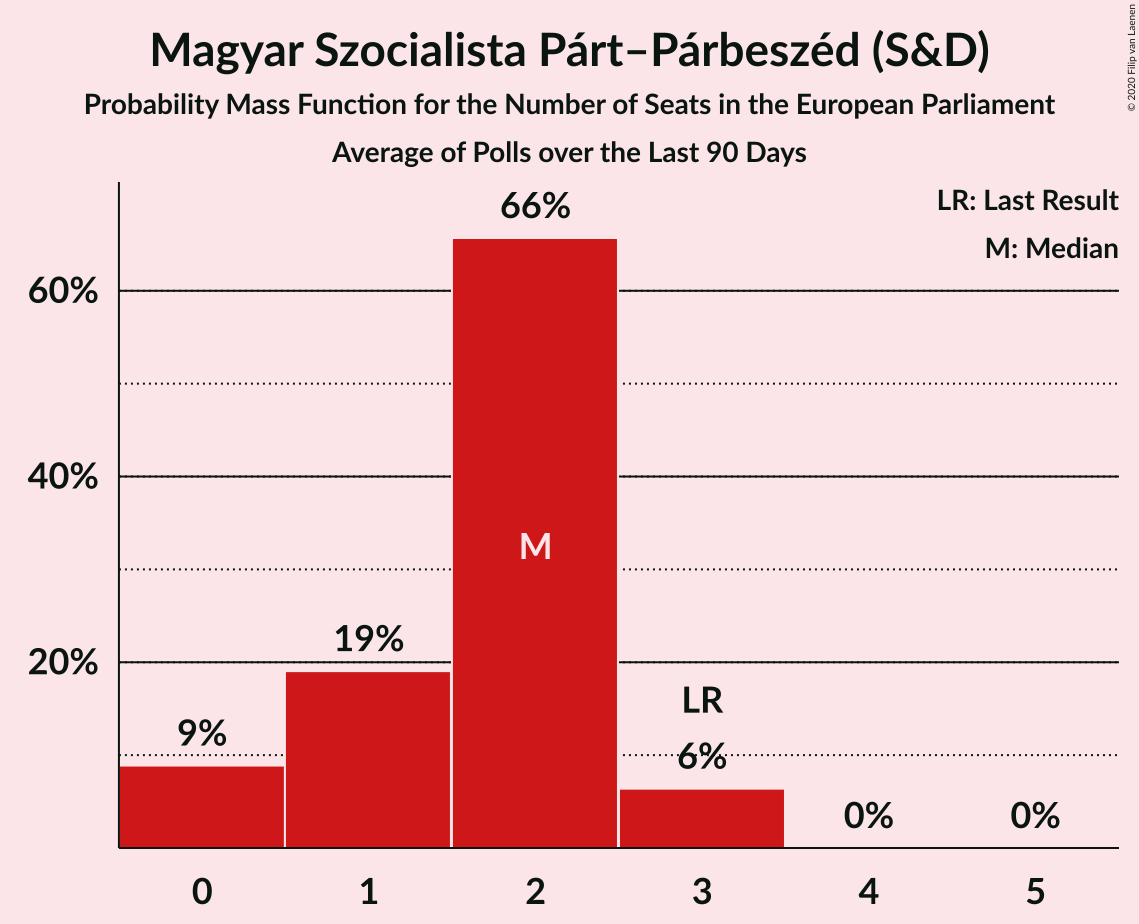 Magyar Szocialista Párt–Párbeszéd (S&D)
Probability Mass Function for the Number of Seats in the European Parliament
Average of Polls over the Last 90 Days
© 2020 Filip van Laenen
LR: Last Result
M: Median
66%
60%
40%
M
19%
20%
LR
9%
6%
0%
0%
0
1
2
3
4
5